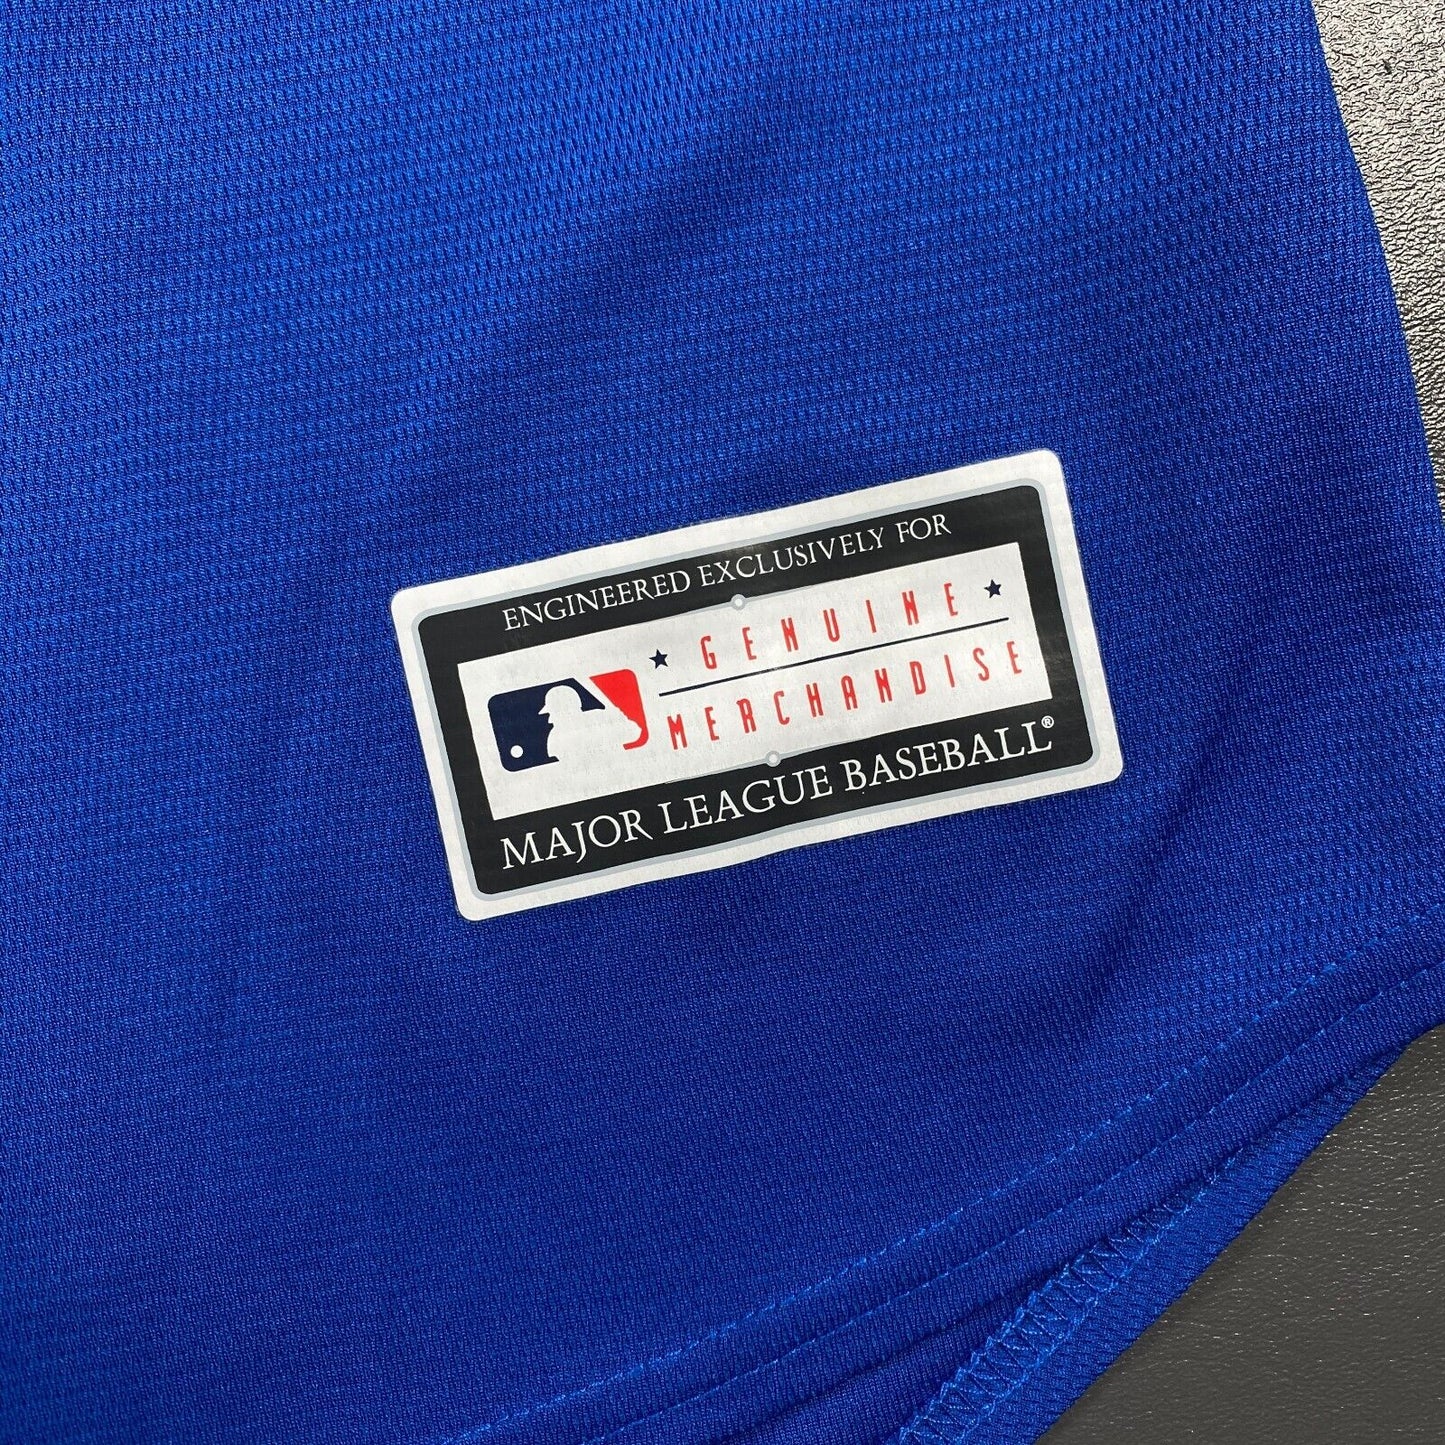 ENGINEERED EXCLUSIVELY FOR
GENUINE
MERCHANDISE
MAJOR LEAGUE BASEBALL®